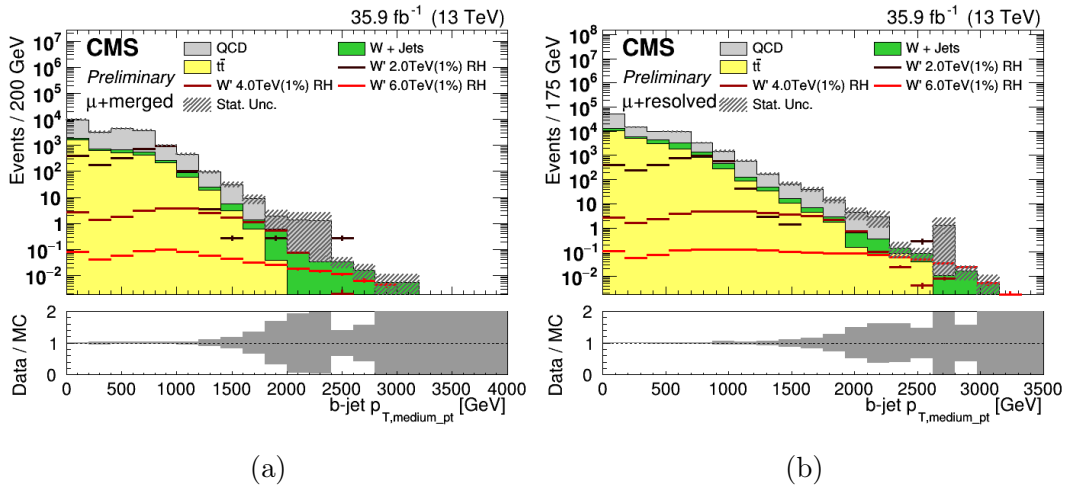 35.9 fb⁻¹ (13 TeV)
CMS
Preliminary
μ+merged
QCD
W + Jets
tt̄
W' 2.0TeV(1%) RH
W' 4.0TeV(1%) RH
W' 6.0TeV(1%) RH
Stat. Unc.
Events / 200 GeV
10⁷
10⁶
10⁵
10⁴
10³
10²
10
1
10⁻¹
10⁻²
Data / MC
2
1
0
0 500 1000 1500 2000 2500 3000 3500 4000
b-jet p T,medium_pt [GeV]
(a)
35.9 fb⁻¹ (13 TeV)
CMS
Preliminary
μ+resolved
QCD
W + Jets
tt̄
W' 2.0TeV(1%) RH
W' 4.0TeV(1%) RH
W' 6.0TeV(1%) RH
Stat. Unc.
Events / 175 GeV
10⁸
10⁷
10⁶
10⁵
10⁴
10³
10²
10
1
10⁻¹
10⁻²
Data / MC
2
1
0
0 500 1000 1500 2000 2500 3000 3500
b-jet p T,medium_pt [GeV]
(b)